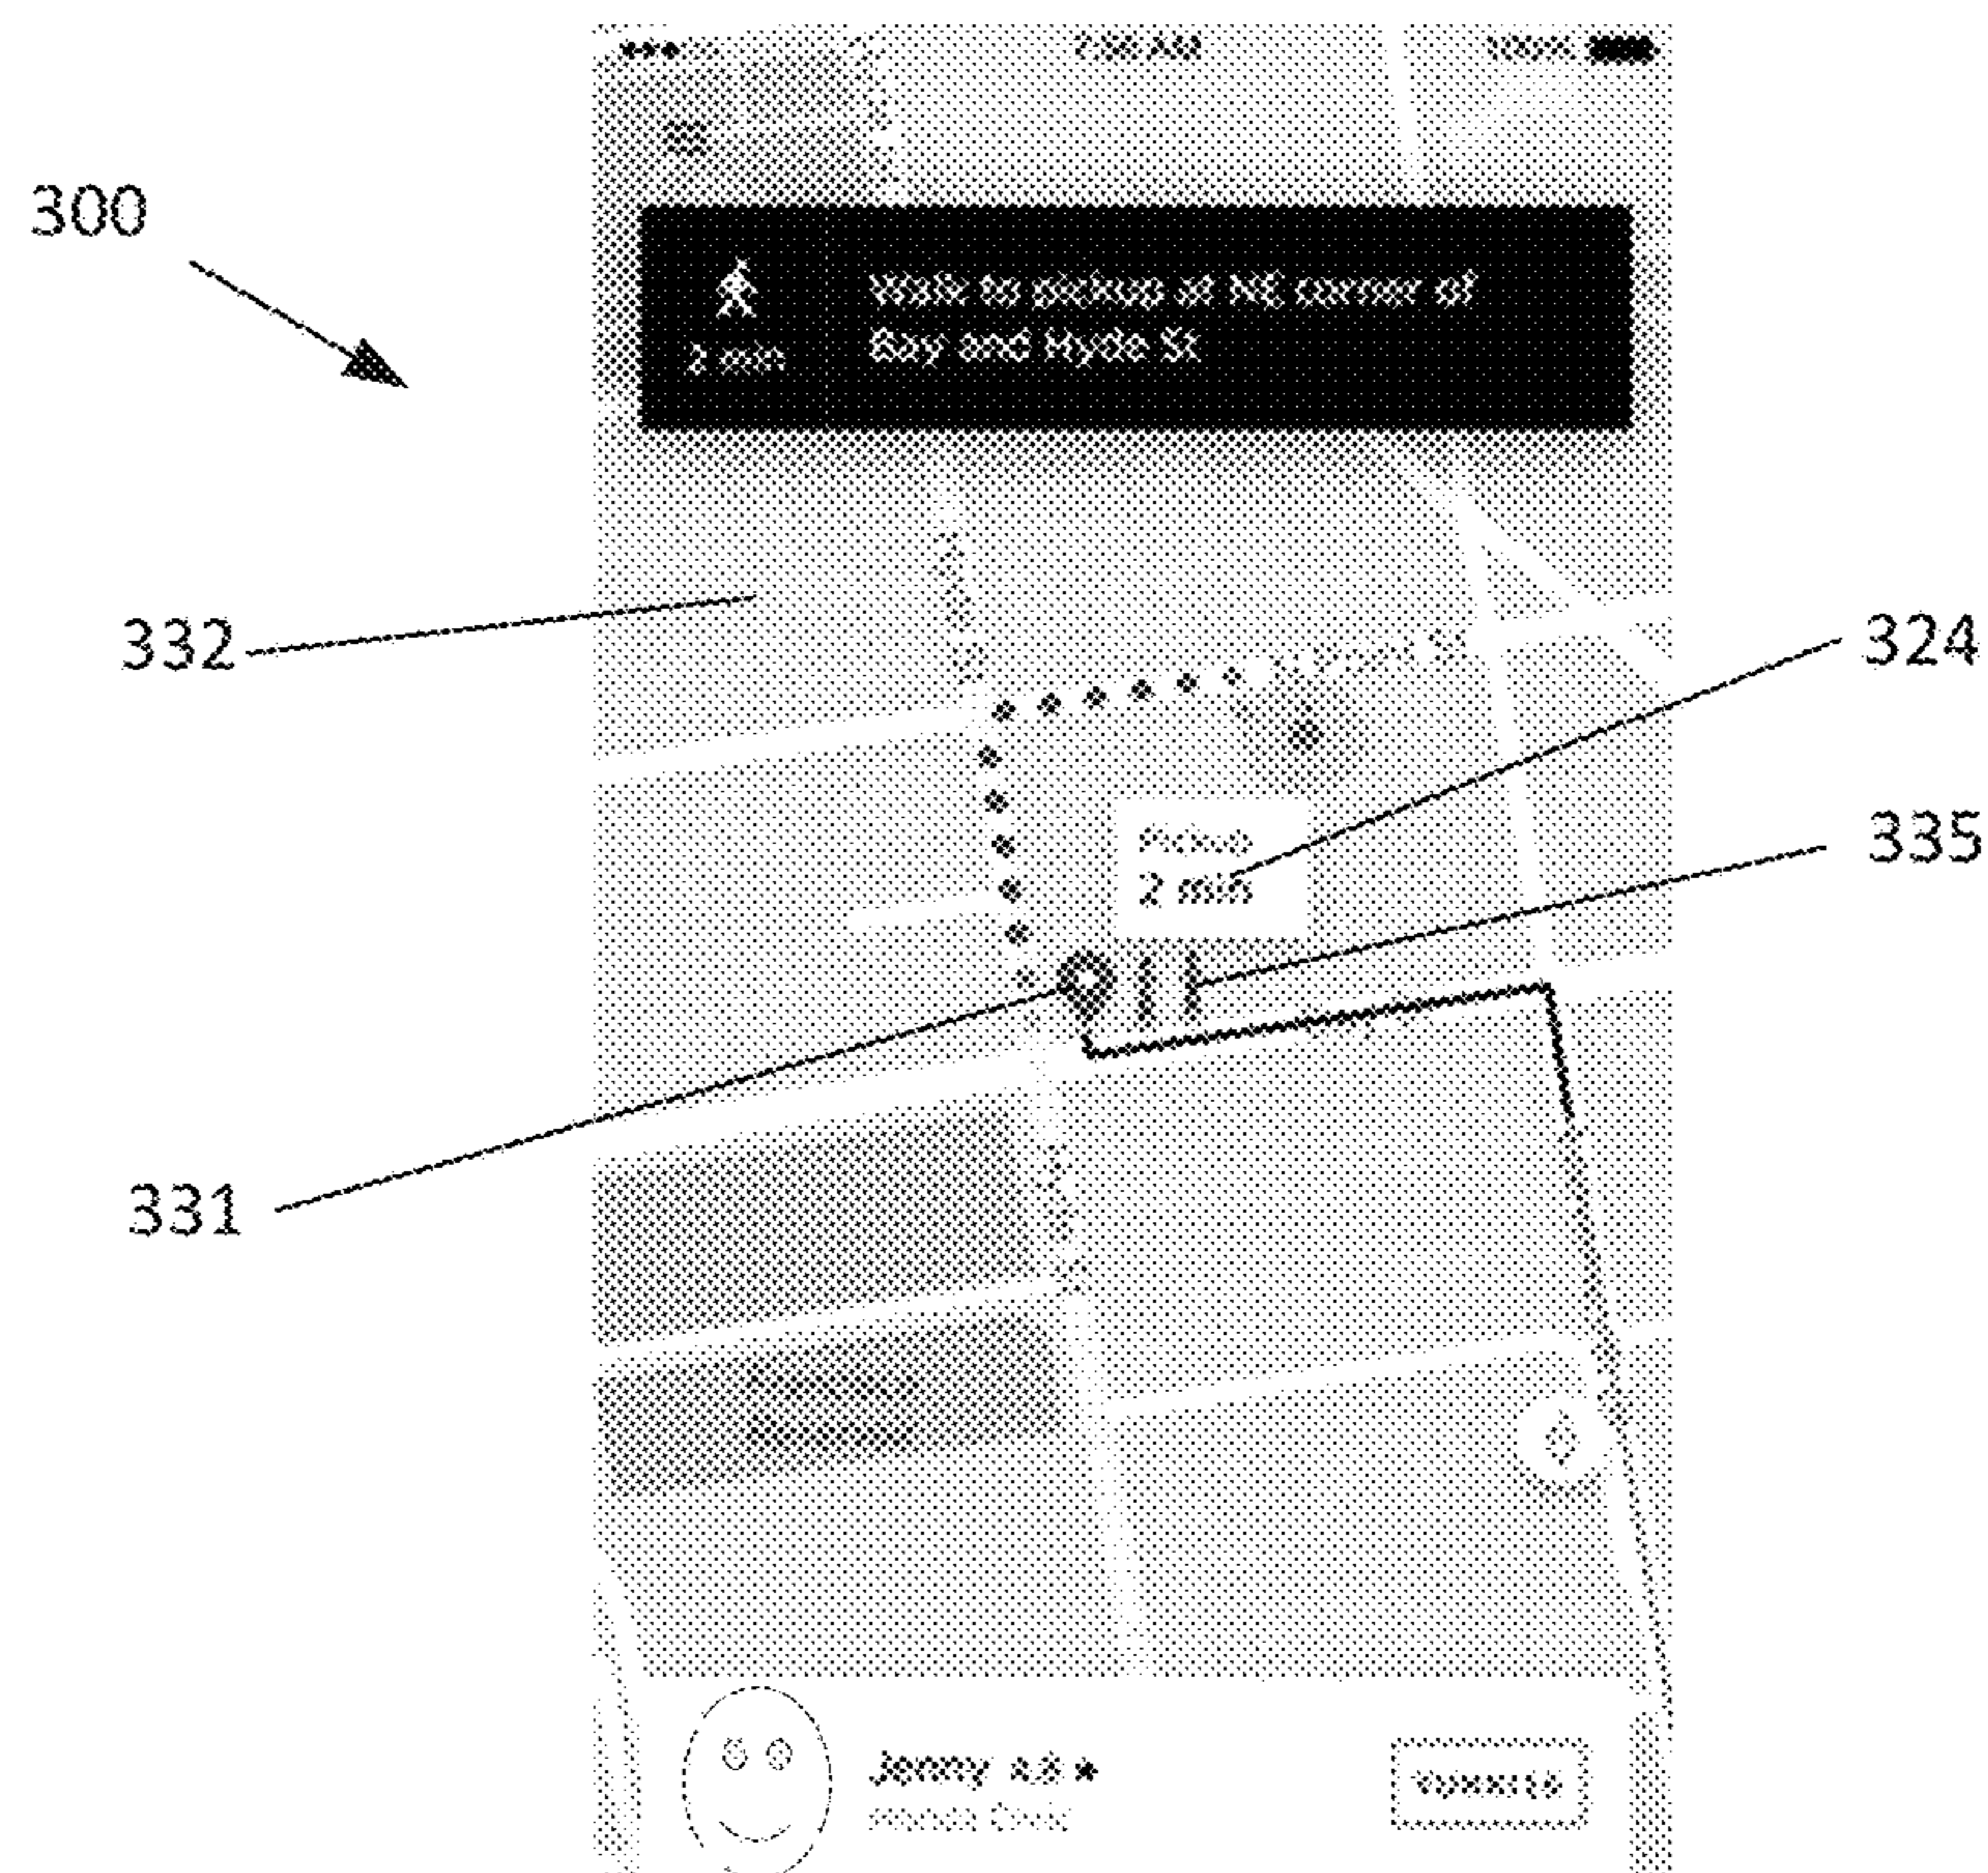 300
Walk to pickup at NE corner of
2 min
Bay and Hyde St
332
324
Pickup
2 min
335
331
Jenny